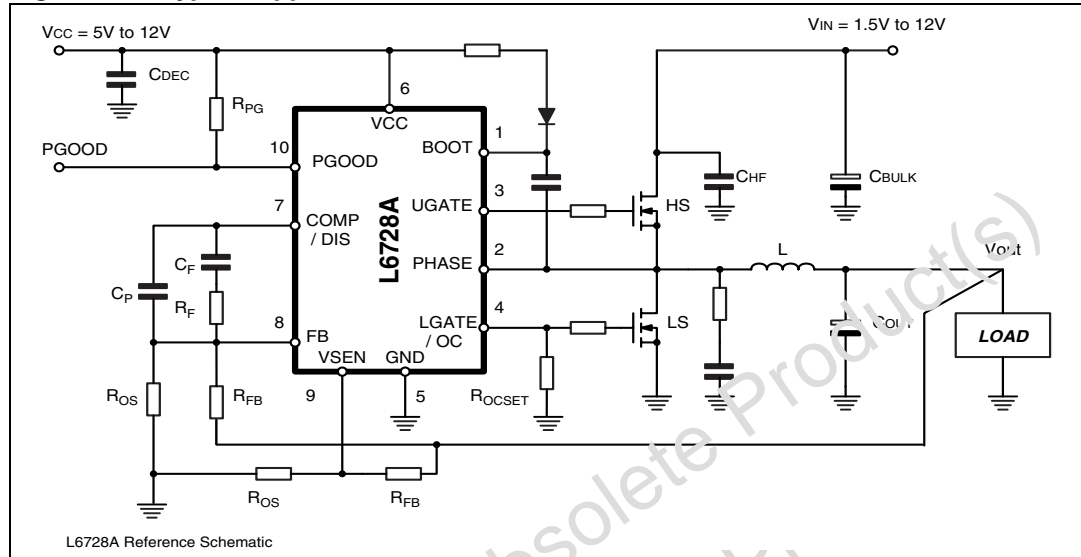 Vcc = 5V to 12V
VIN = 1.5V to 12V
CDEC
RPG
6
VCC
1
BOOT
PGOOD
10
PGOOD
CHF
CBULK
3
UGATE
HS
7
COMP
/ DIS
L6728A
2
PHASE
L
Vout
CF
CP
RF
4
LGATE
/ OC
LS
COUT
LOAD
8
FB
VSEN
GND
9
5
ROS
RFB
ROCSET
ROS
RFB
L6728A Reference Schematic
Obsolete Product(s)